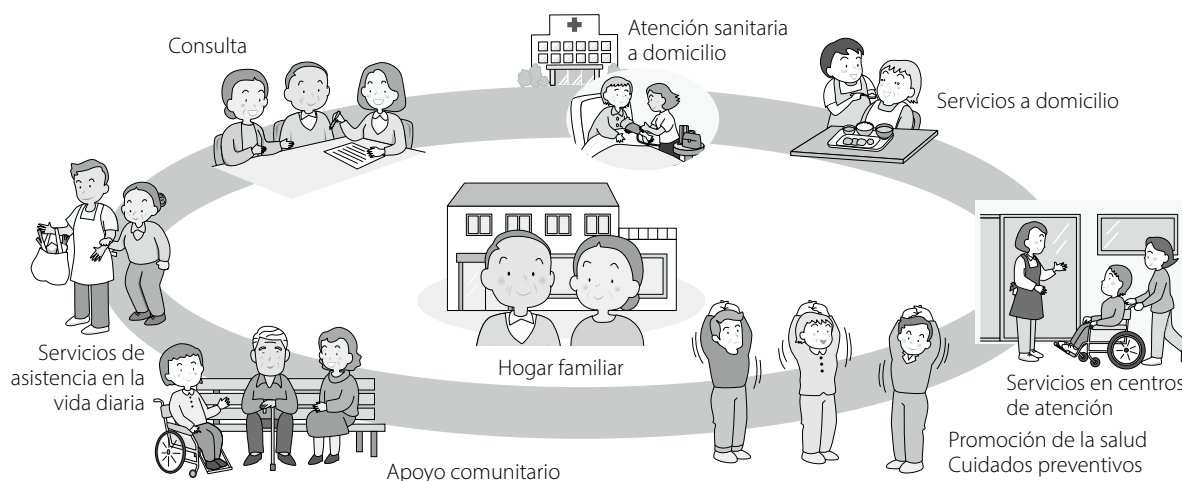 Consulta
Atención sanitaria
a domicilio
Servicios a domicilio
Servicios de
asistencia en la
vida diaria
Hogar familiar
Servicios en centros
de atención
Promoción de la salud
Cuidados preventivos
Apoyo comunitario